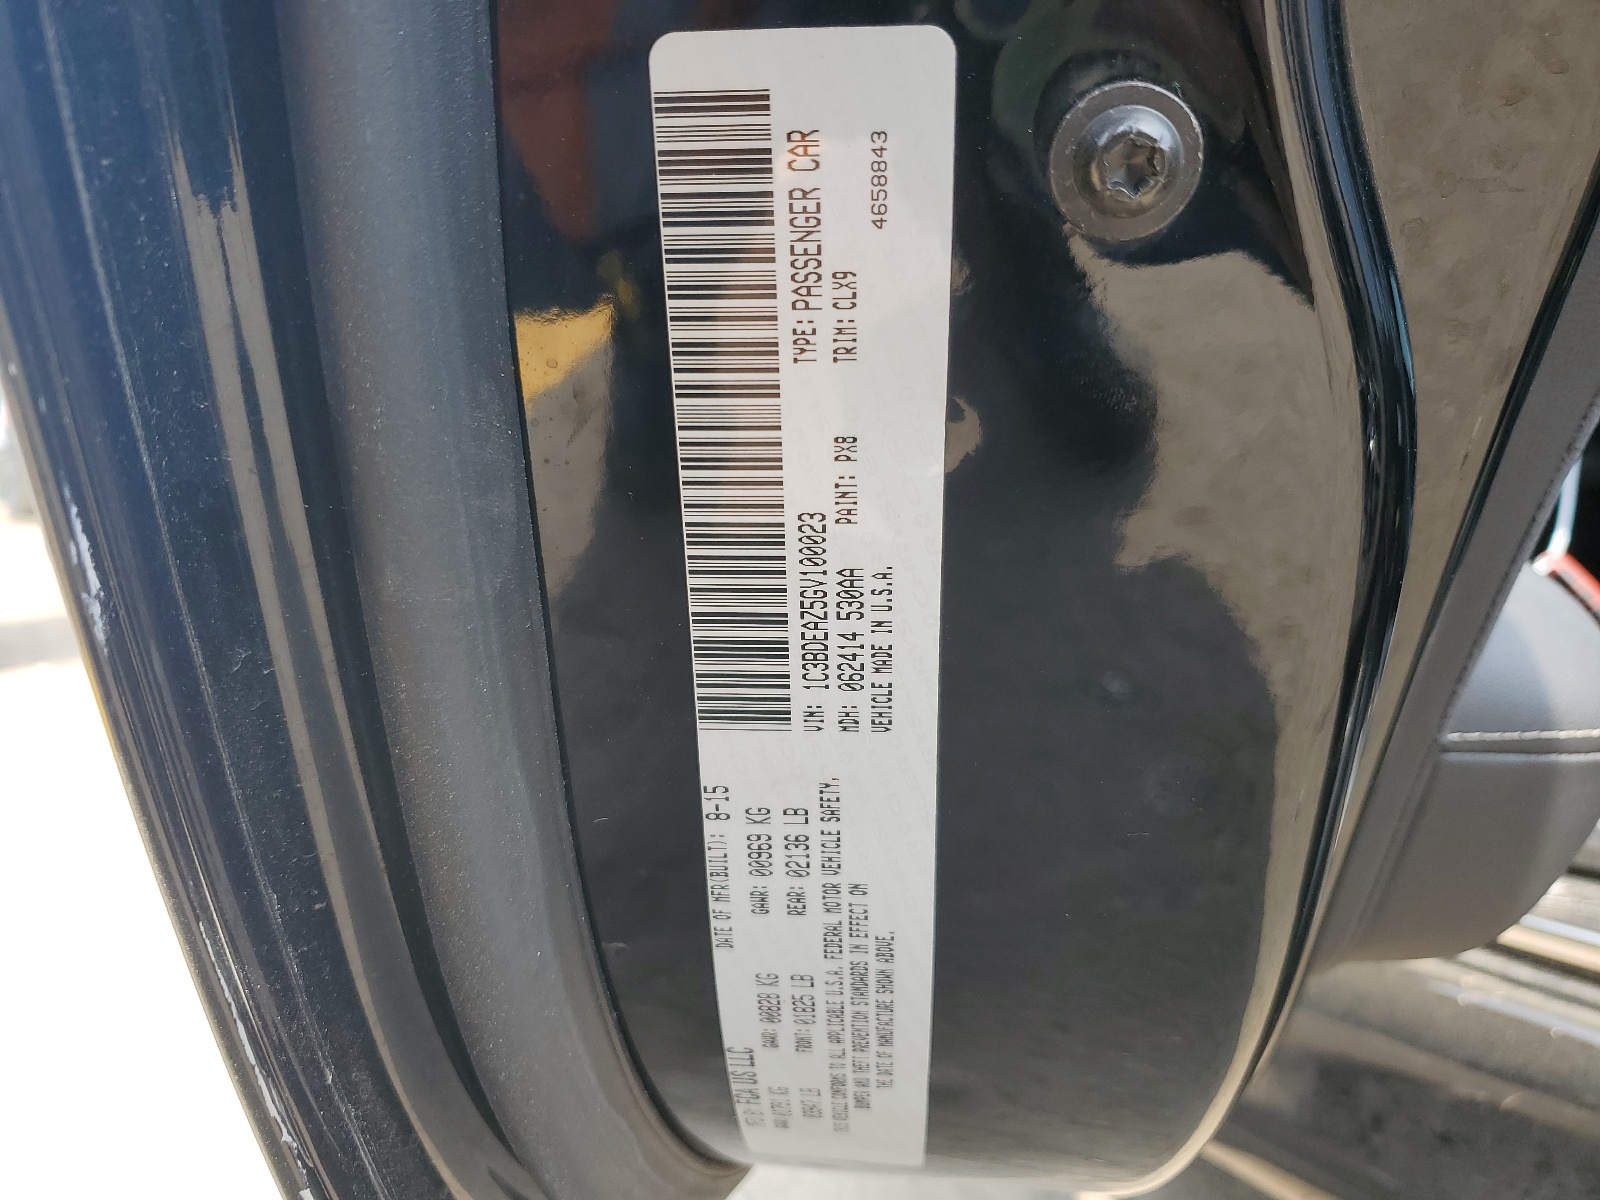 MFD BY: FCA US LLC
DATE OF MFR(BUILT): 8-15
GAWR: 00828 KG
GAWR: 00969 KG
FRONT: 01825 LB
REAR: 02136 LB
THIS VEHICLE CONFORMS TO ALL APPLICABLE U.S.A. FEDERAL MOTOR VEHICLE SAFETY,
BUMPER AND THEFT PREVENTION STANDARDS IN EFFECT ON
THE DATE OF MANUFACTURE SHOWN ABOVE.
VIN: 1C3BDEAZ5GV100023
TYPE: PASSENGER CAR
MDH: 062414 530AA
PAINT: PX8
TRIM: CLX9
VEHICLE MADE IN U.S.A.
4658843